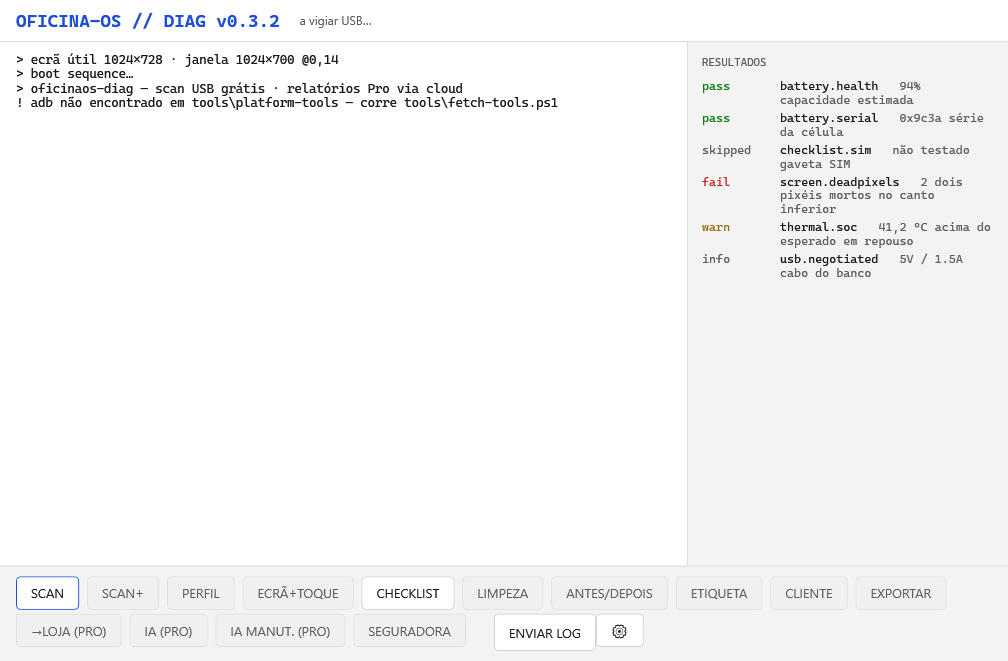 OFICINA-OS // DIAG v0.3.2 a vigiar USB…
> ecrã útil 1024×728 · janela 1024×700 @0,14
> boot sequence…
> oficinaos-diag — scan USB grátis · relatórios Pro via cloud
! adb não encontrado em tools\platform-tools — corre tools\fetch-tools.ps1
RESULTADOS
pass battery.health 94%
capacidade estimada
pass battery.serial 0x9c3a série
da célula
skipped checklist.sim não testado
gaveta SIM
fail screen.deadpixels 2 dois
pixéis mortos no canto
inferior
warn thermal.soc 41,2 °C acima do
esperado em repouso
info usb.negotiated 5V / 1.5A
cabo do banco
SCAN SCAN+ PERFIL ECRÃ+TOQUE CHECKLIST LIMPEZA ANTES/DEPOIS ETIQUETA CLIENTE EXPORTAR
→LOJA (PRO) IA (PRO) IA MANUT. (PRO) SEGURADORA ENVIAR LOG